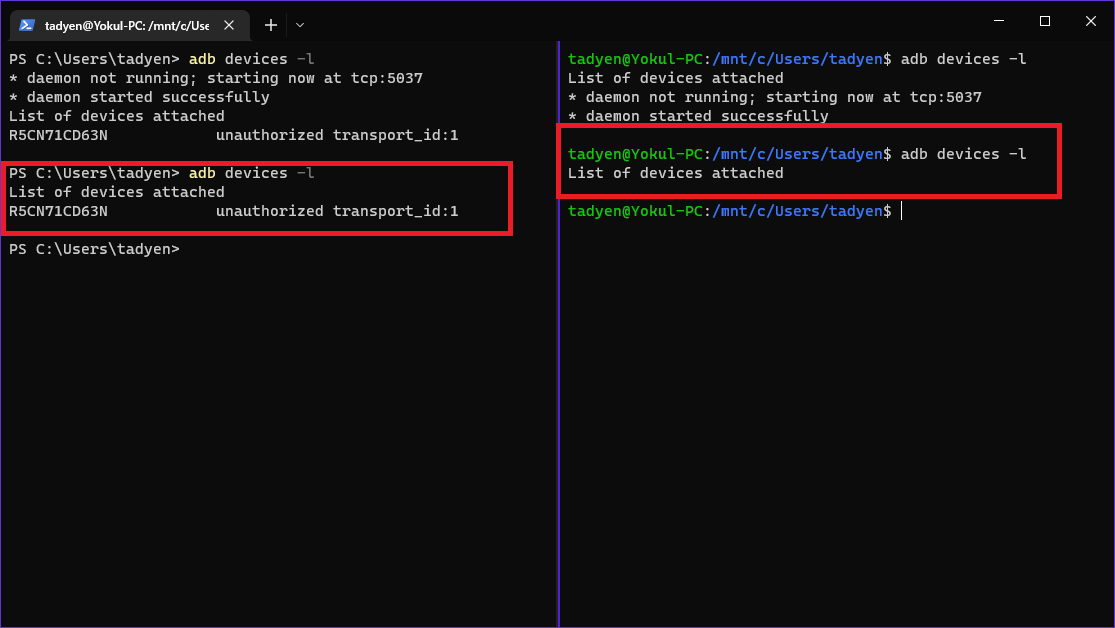 tadyen@Yokul-PC: /mnt/c/Use
PS C:\Users\tadyen> adb devices -l
* daemon not running; starting now at tcp:5037
* daemon started successfully
List of devices attached
R5CN71CD63N            unauthorized transport_id:1
PS C:\Users\tadyen> adb devices -l
List of devices attached
R5CN71CD63N            unauthorized transport_id:1
PS C:\Users\tadyen>
tadyen@Yokul-PC:/mnt/c/Users/tadyen$ adb devices -l
List of devices attached
* daemon not running; starting now at tcp:5037
* daemon started successfully
tadyen@Yokul-PC:/mnt/c/Users/tadyen$ adb devices -l
List of devices attached
tadyen@Yokul-PC:/mnt/c/Users/tadyen$